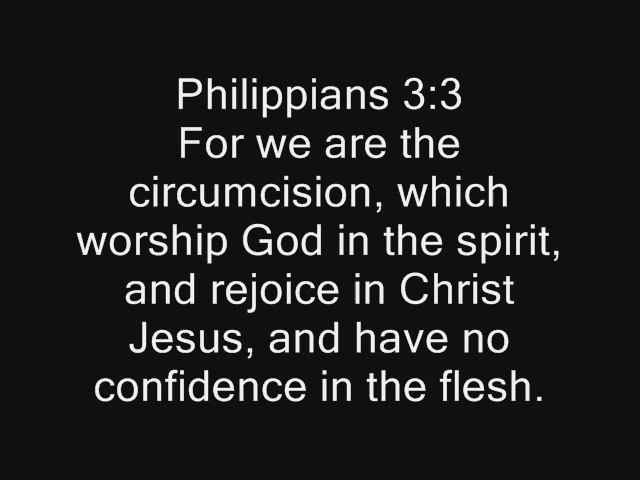 Philippians 3:3
For we are the
circumcision, which
worship God in the spirit,
and rejoice in Christ
Jesus, and have no
confidence in the flesh.